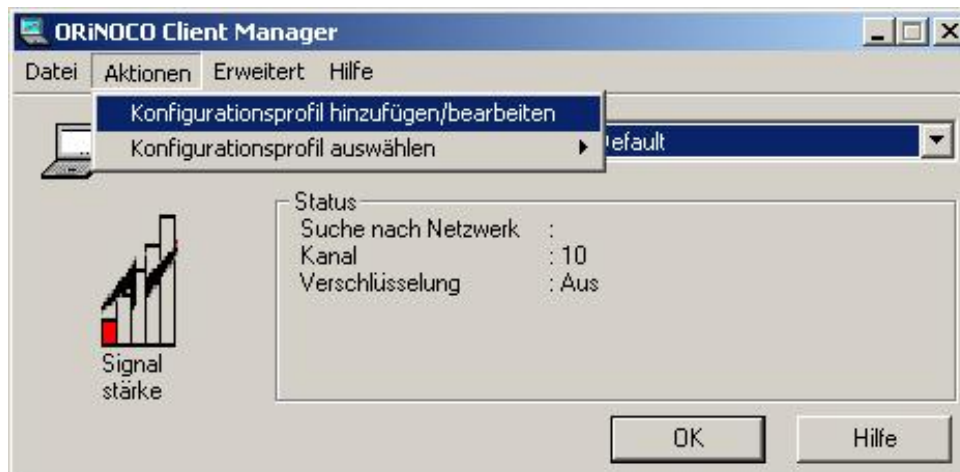 ORiNOCO Client Manager
Datei Aktionen Erweitert Hilfe
Konfigurationsprofil hinzufügen/bearbeiten
Konfigurationsprofil auswählen
efault
Status
Suche nach Netzwerk :
Kanal : 10
Verschlüsselung : Aus
Signal
stärke
OK Hilfe